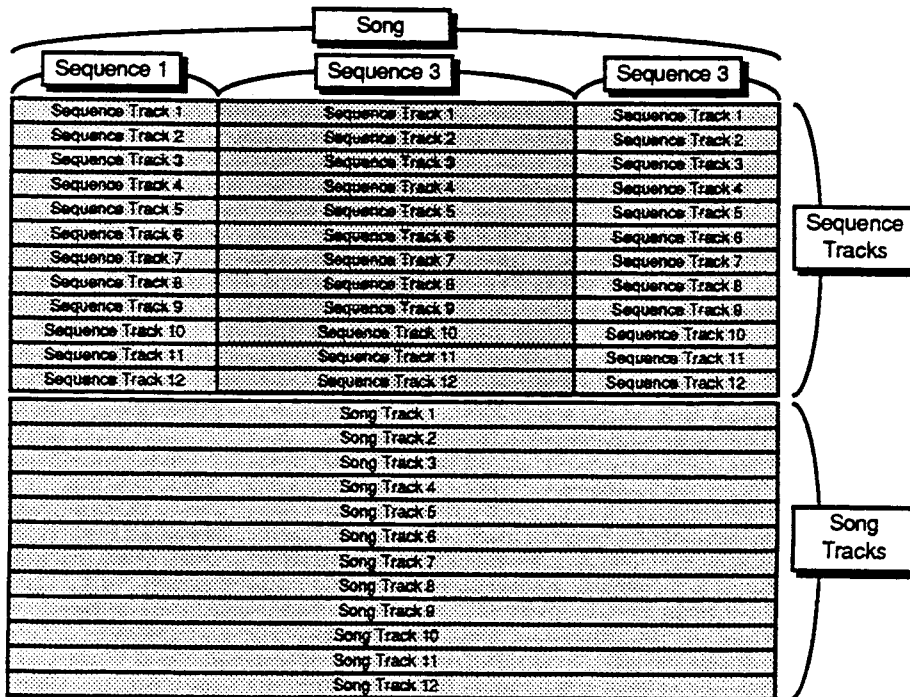 Song
Sequence 1 Sequence 3 Sequence 3
Sequence Track 1 Sequence Track 1 Sequence Track 1
Sequence Track 2 Sequence Track 2 Sequence Track 2
Sequence Track 3 Sequence Track 3 Sequence Track 3
Sequence Track 4 Sequence Track 4 Sequence Track 4
Sequence Track 5 Sequence Track 5 Sequence Track 5
Sequence Track 6 Sequence Track 6 Sequence Track 6
Sequence Track 7 Sequence Track 7 Sequence Track 7
Sequence Track 8 Sequence Track 8 Sequence Track 8
Sequence Track 9 Sequence Track 9 Sequence Track 9
Sequence Track 10 Sequence Track 10 Sequence Track 10
Sequence Track 11 Sequence Track 11 Sequence Track 11
Sequence Track 12 Sequence Track 12 Sequence Track 12
Sequence
Tracks
Song Track 1
Song Track 2
Song Track 3
Song Track 4
Song Track 5
Song Track 6
Song Track 7
Song Track 8
Song Track 9
Song Track 10
Song Track 11
Song Track 12
Song
Tracks